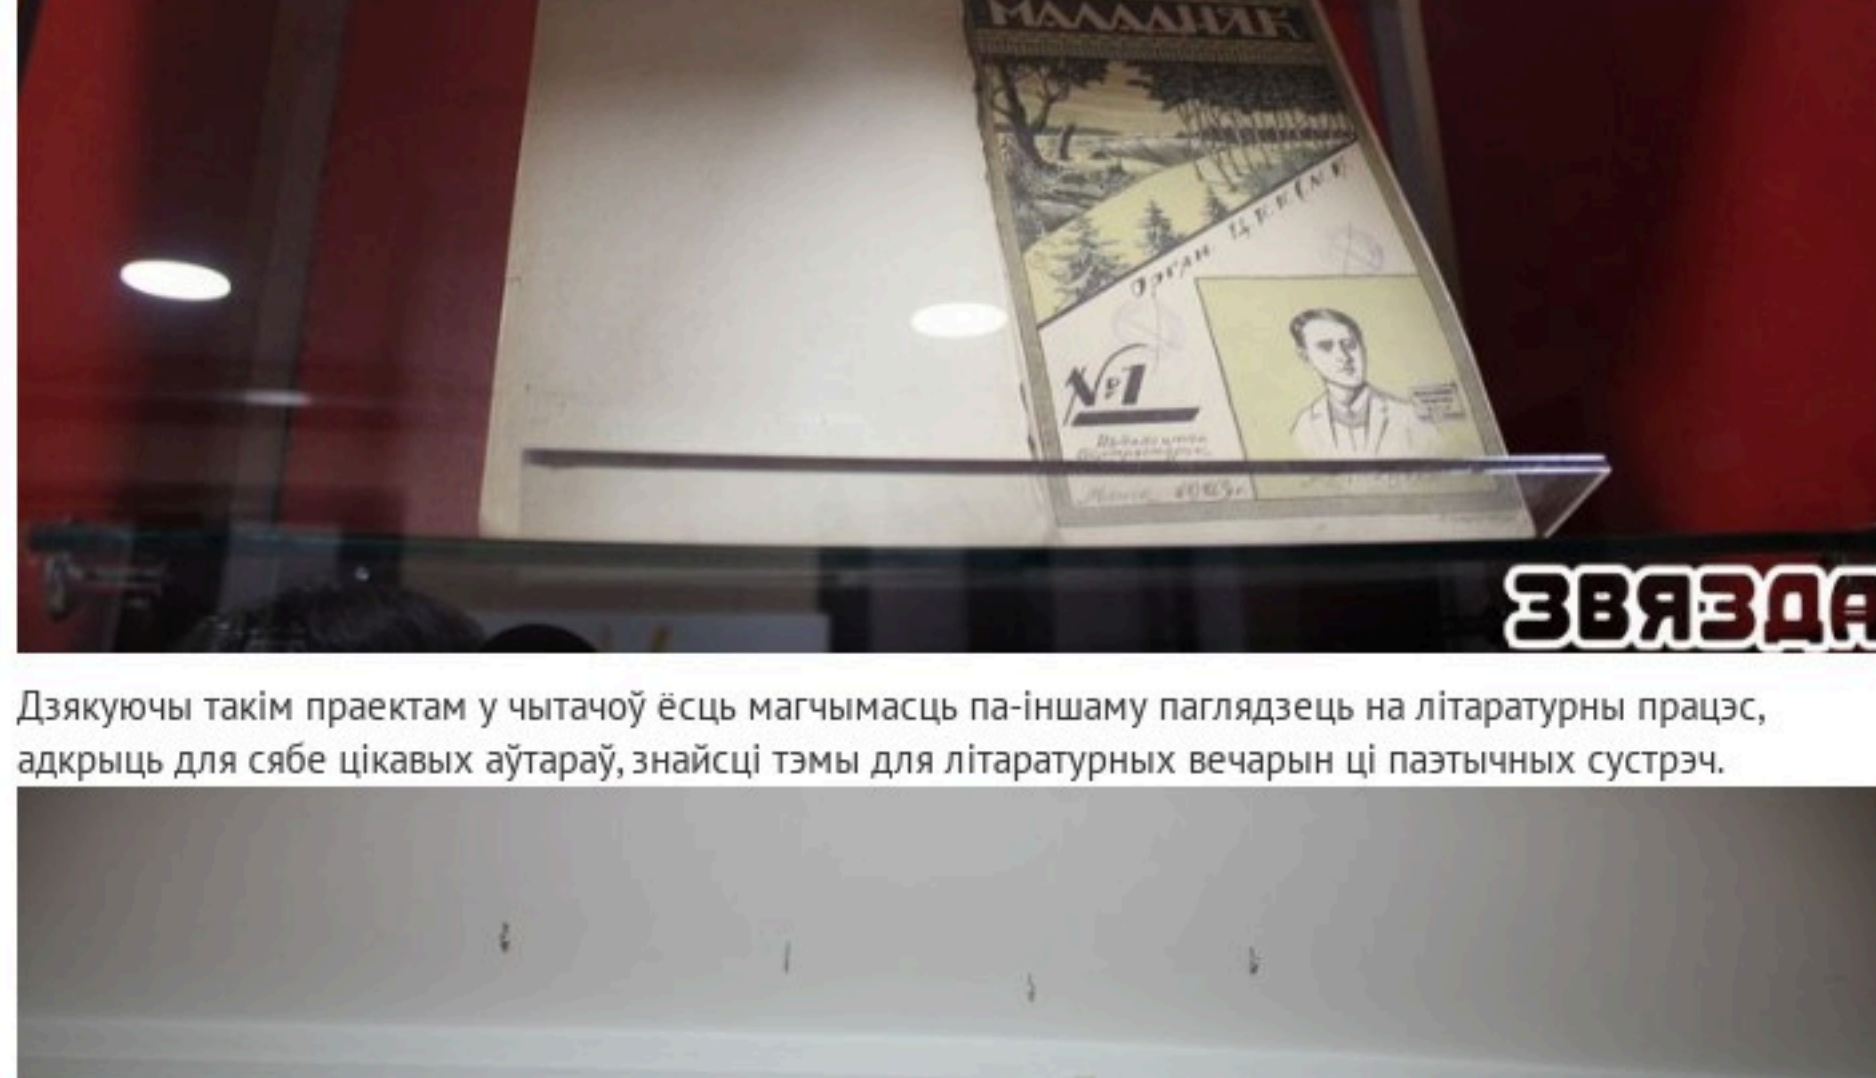 МАЛАДНЯК
Орган Ц.К.К.(
№1
ЗВЯЗДА
Дзякуючы такім праектам у чытачоў ёсць магчымасць па-іншаму паглядзець на літаратурны працэс,
адкрыць для сябе цікавых аўтараў, знайсці тэмы для літаратурных вечарын ці паэтычных сустрэч.